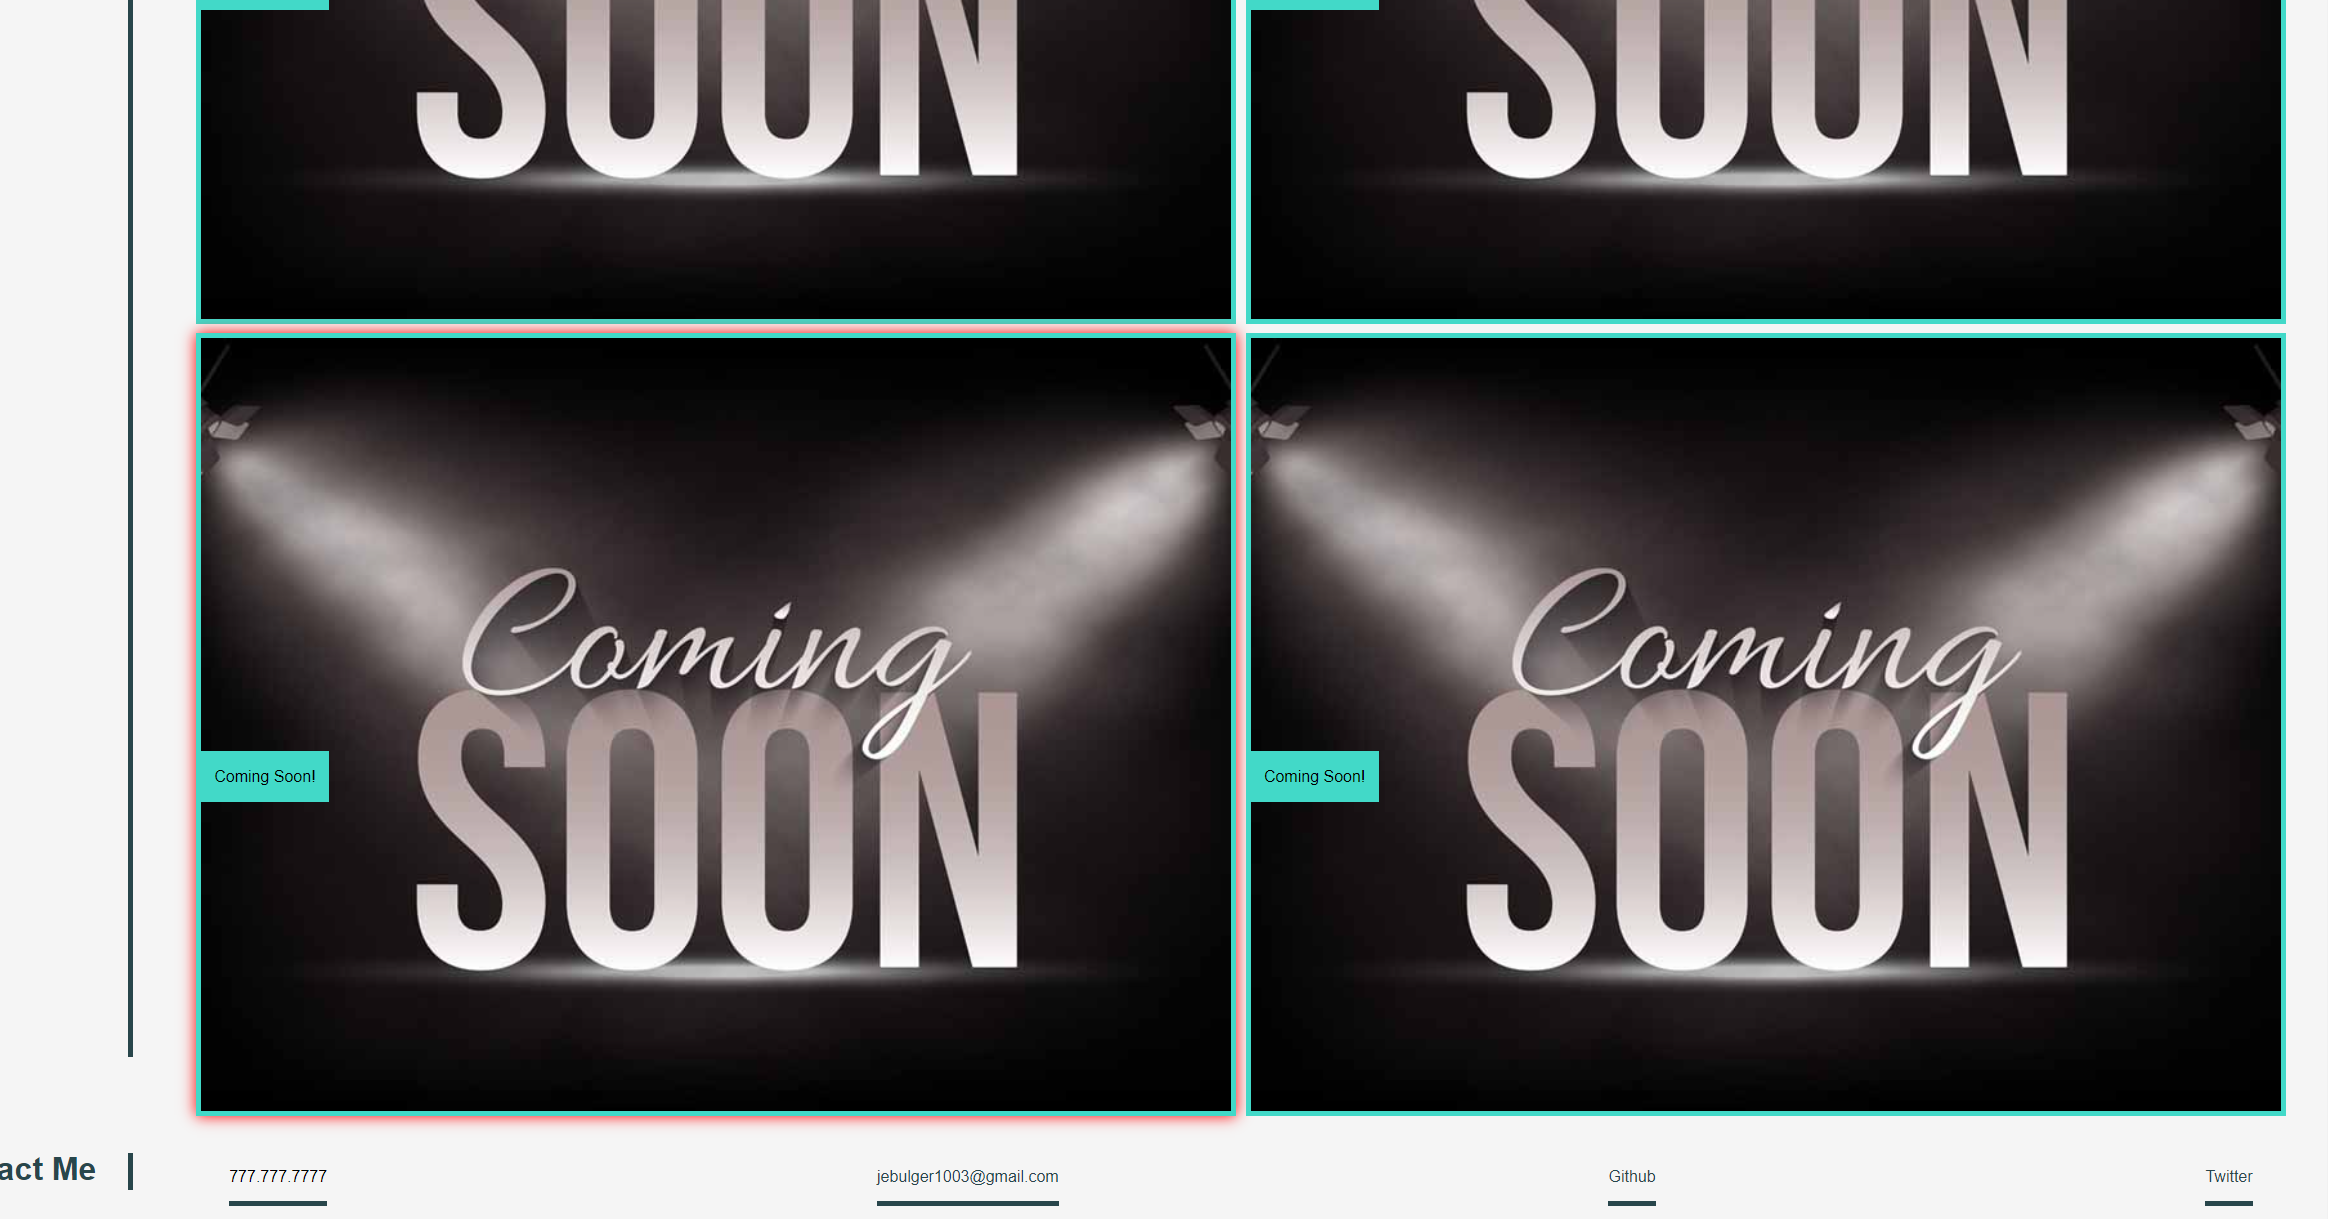 SOON
SOON
Coming
SOON
Coming Soon!
Coming
SOON
Coming Soon!
act Me
777.777.7777
jebulger1003@gmail.com
Github
Twitter